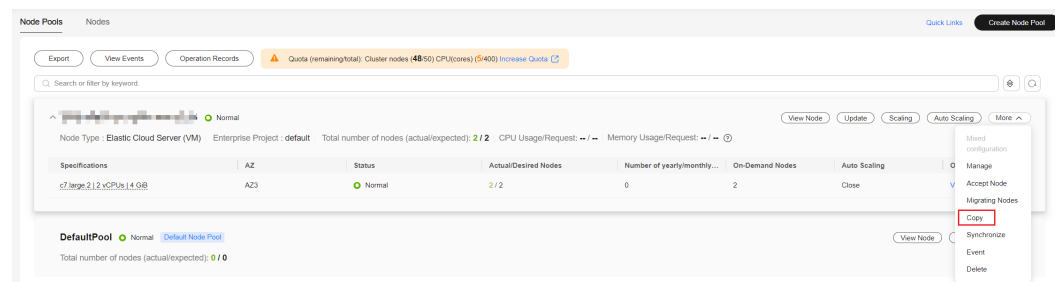 Node Pools Nodes Quick Links Create Node Pool
Export View Events Operation Records Quota (remaining/total): Cluster nodes (48/50) CPU(cores) (5/400) Increase Quota
Search or filter by keyword.
Normal View Node Update Scaling Auto Scaling More
Node Type : Elastic Cloud Server (VM) Enterprise Project : default Total number of nodes (actual/expected): 2 / 2 CPU Usage/Request: -- / -- Memory Usage/Request: -- / --
Mixed
configuration
Specifications AZ Status Actual/Desired Nodes Number of yearly/monthly... On-Demand Nodes Auto Scaling O
Manage
c7.large.2 | 2 vCPUs | 4 GiB AZ3 Normal 2 / 2 0 2 Close V
Accept Node
Migrating Nodes
Copy
DefaultPool Normal Default Node Pool View Node
Synchronize
Total number of nodes (actual/expected): 0 / 0
Event
Delete